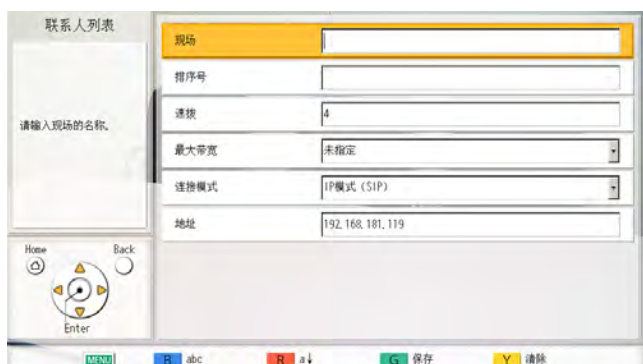 联系人列表
请输入现场的名称。
现场
排序号
速拨 4
最大带宽 未指定
连接模式 IP模式（SIP）
地址 192.168.181.119
Home Back
Enter
MENU B abc R a↓ G 保存 Y 请除